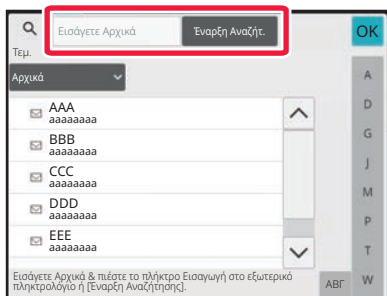 Εισάγετε Αρχικά
Έναρξη Αναζήτ.
OK
Τεμ.
Αρχικά
AAA
aaaaaaaa
BBB
aaaaaaaa
CCC
aaaaaaaa
DDD
aaaaaaaa
EEE
aaaaaaaa
A
D
G
J
M
P
T
W
Εισάγετε Αρχικά & πιέστε το πλήκτρο Εισαγωγή στο εξωτερικό
πληκτρολόγιο ή [Έναρξη Αναζήτησης].
ΑΒΓ